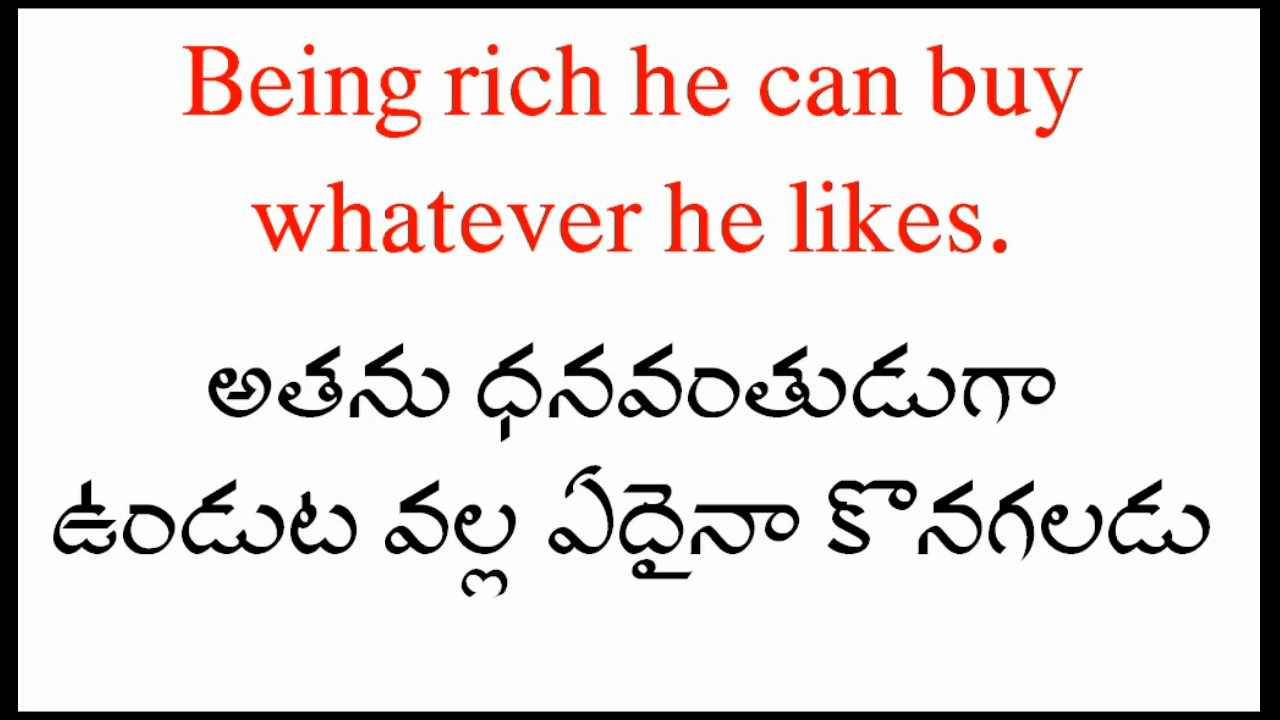 Being rich he can buy
whatever he likes.
అతను ధనవంతుడుగా
ఉండుట వల్ల ఏదైనా కొనగలడు